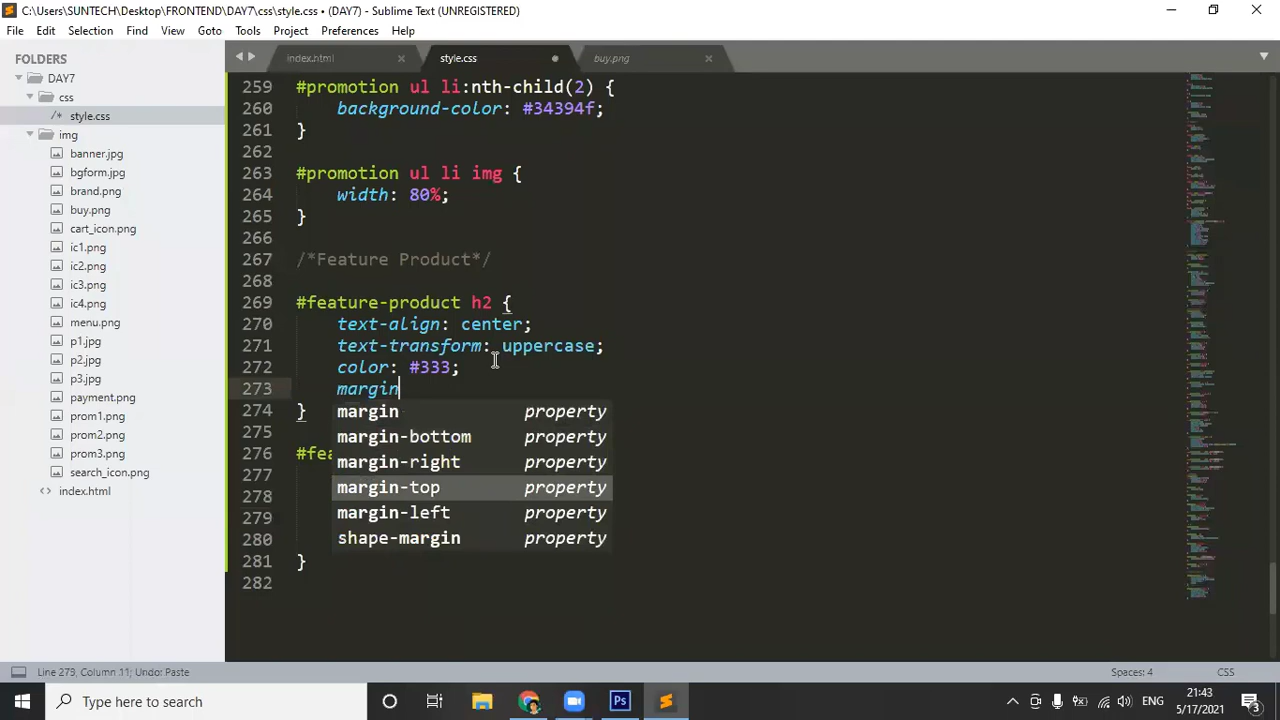 C:\Users\SUNTECH\Desktop\FRONTEND\DAY7\css\style.css • (DAY7) - Sublime Text (UNREGISTERED)
File Edit Selection Find View Goto Tools Project Preferences Help
FOLDERS
DAY7
css
/* style.css
img
banner.jpg
bgform.jpg
brand.png
buy.png
cart_icon.png
ic1.png
ic2.png
ic3.png
ic4.png
menu.png
p1.jpg
p2.jpg
p3.jpg
payment.png
prom1.png
prom2.png
prom3.png
search_icon.png
<> index.html
index.html style.css buy.png
259 #promotion ul li:nth-child(2) {
260 background-color: #34394f;
261 }
262
263 #promotion ul li img {
264 width: 80%;
265 }
266
267 /*Feature Product*/
268
269 #feature-product h2 {
270 text-align: center;
271 text-transform: uppercase;
272 color: #333;
273 margin
274 }
275
276 #fea
277
278
279
280
281 }
282
margin property
margin-bottom property
margin-right property
margin-top property
margin-left property
shape-margin property
Line 273, Column 11; Undo: Paste Spaces: 4 CSS
Type here to search
Ps
ENG
21:43
5/17/2021
3